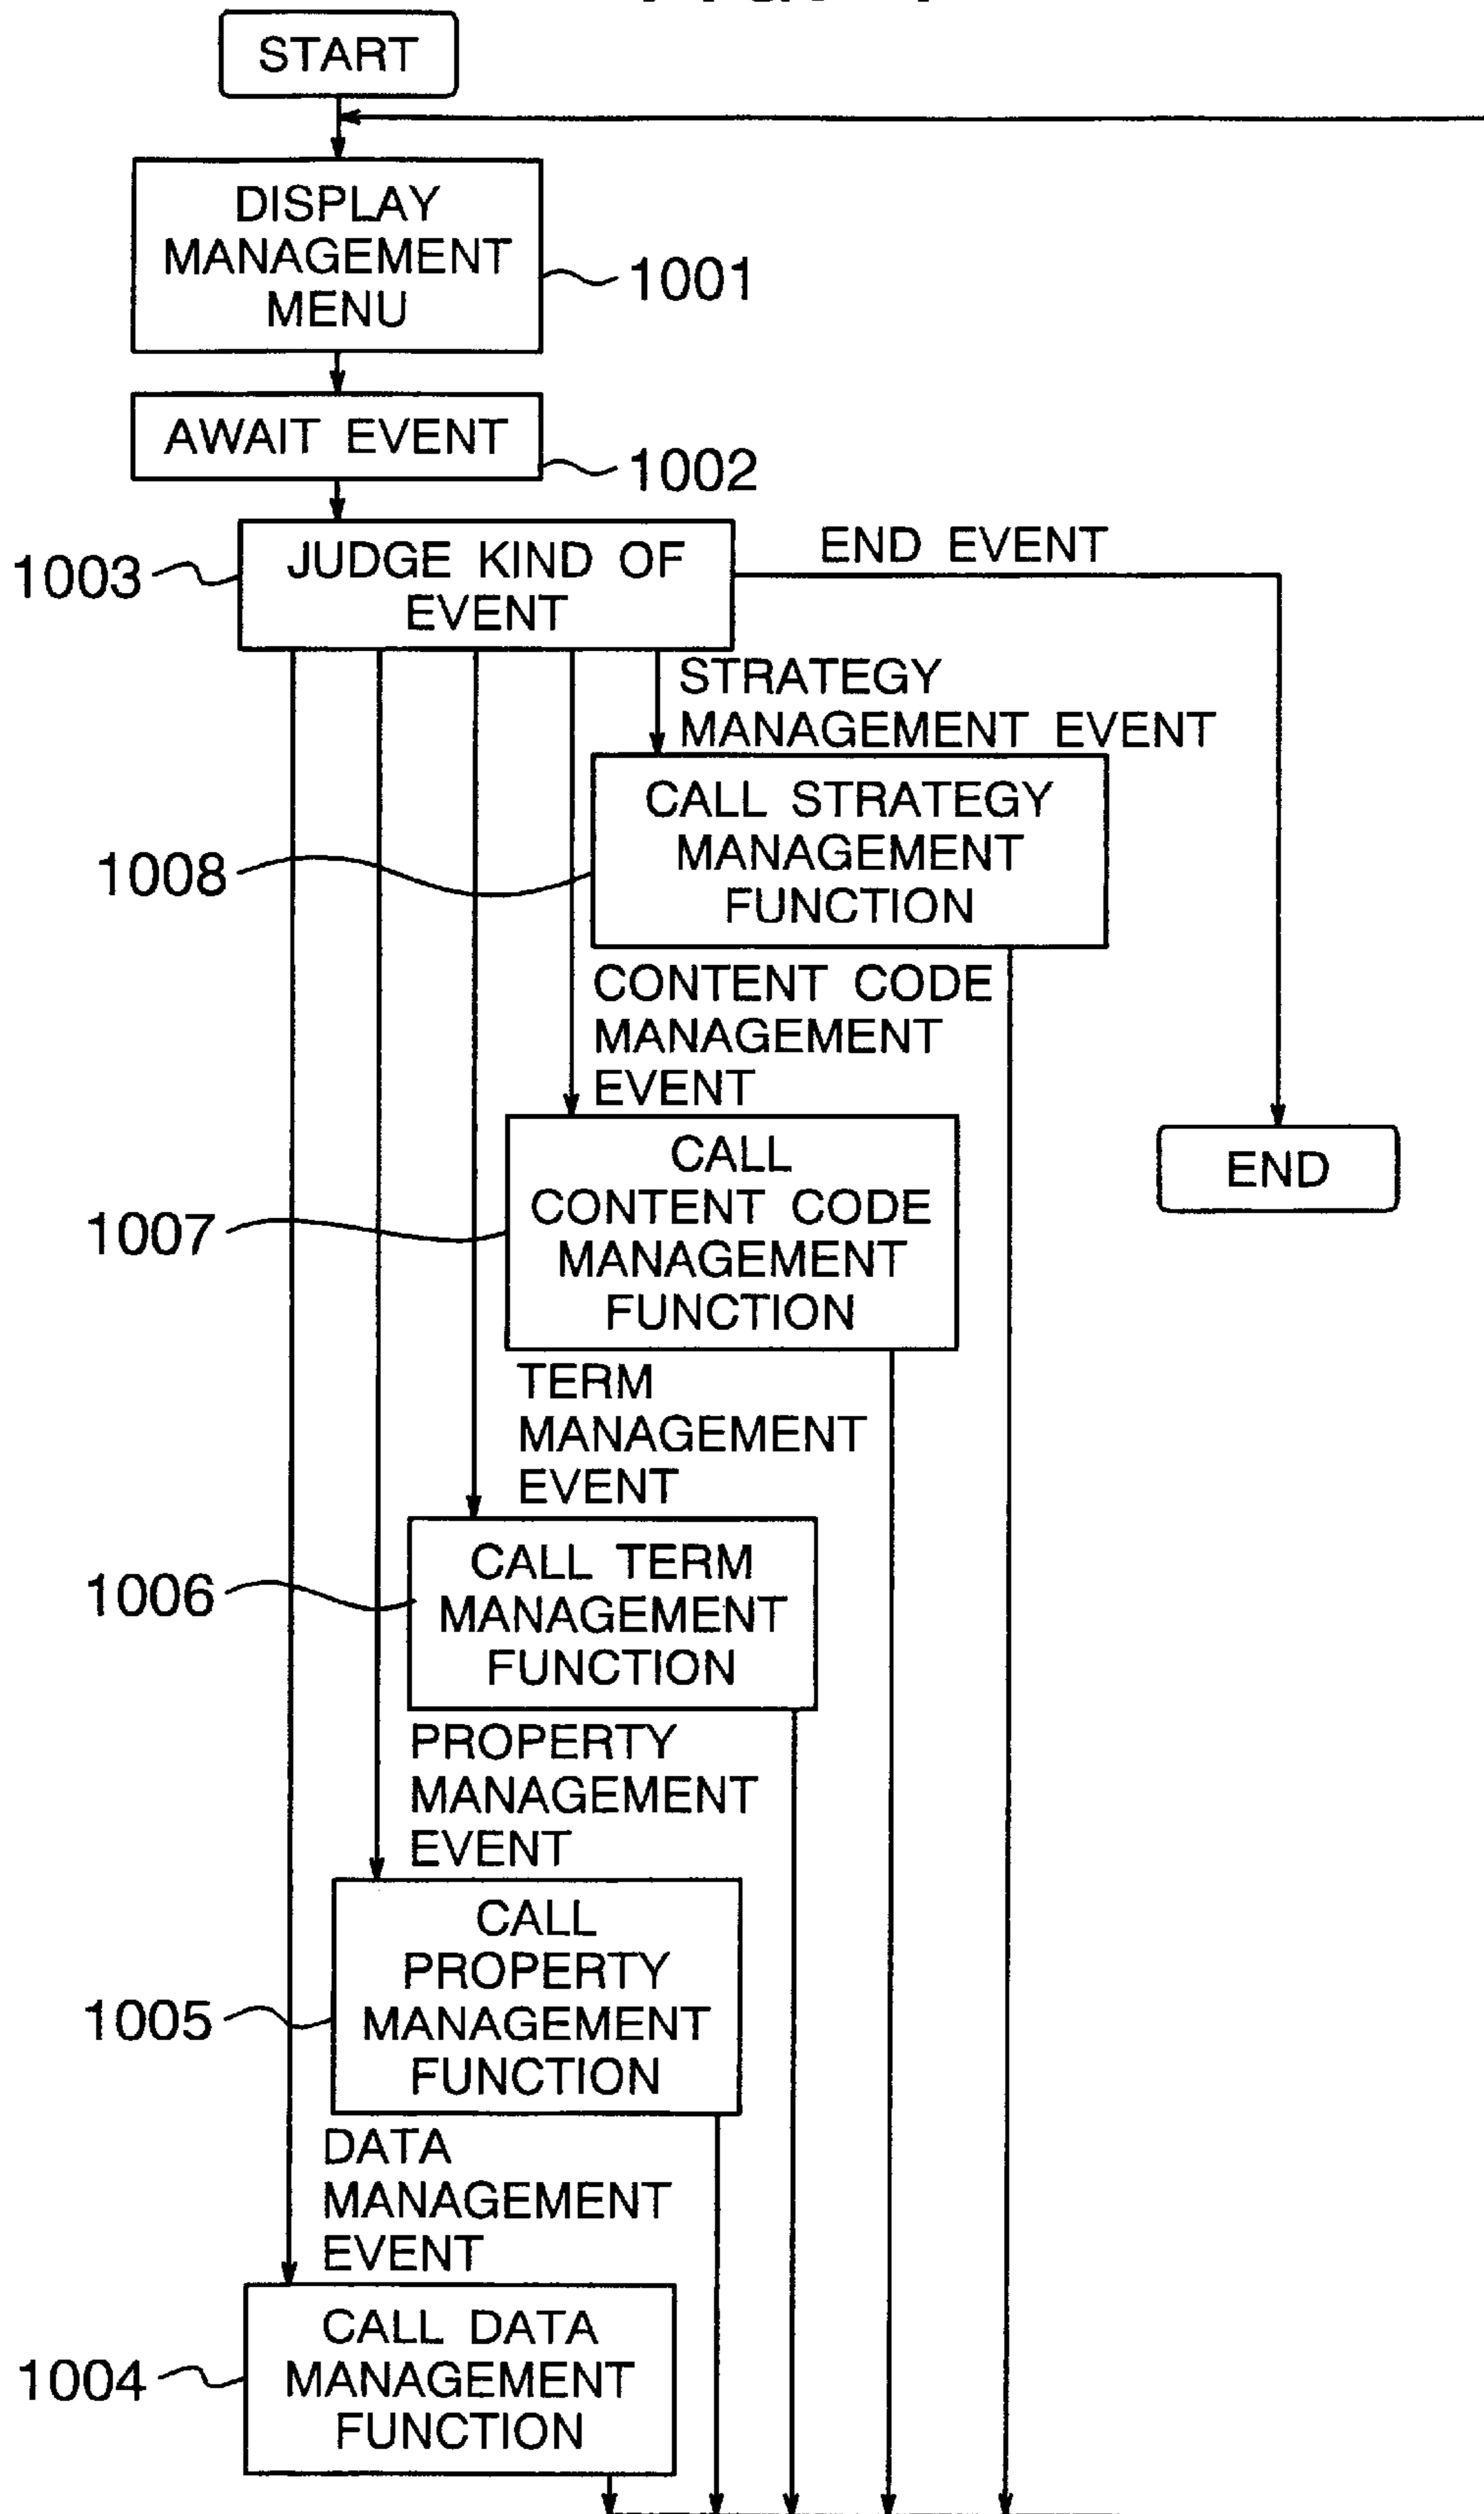 START
DISPLAY
MANAGEMENT
MENU
1001
AWAIT EVENT
1002
1003
JUDGE KIND OF
EVENT
END EVENT
STRATEGY
MANAGEMENT EVENT
CALL STRATEGY
MANAGEMENT
FUNCTION
1008
CONTENT CODE
MANAGEMENT
EVENT
CALL
CONTENT CODE
MANAGEMENT
FUNCTION
1007
END
TERM
MANAGEMENT
EVENT
CALL TERM
MANAGEMENT
FUNCTION
1006
PROPERTY
MANAGEMENT
EVENT
CALL
PROPERTY
MANAGEMENT
FUNCTION
1005
DATA
MANAGEMENT
EVENT
CALL DATA
MANAGEMENT
FUNCTION
1004